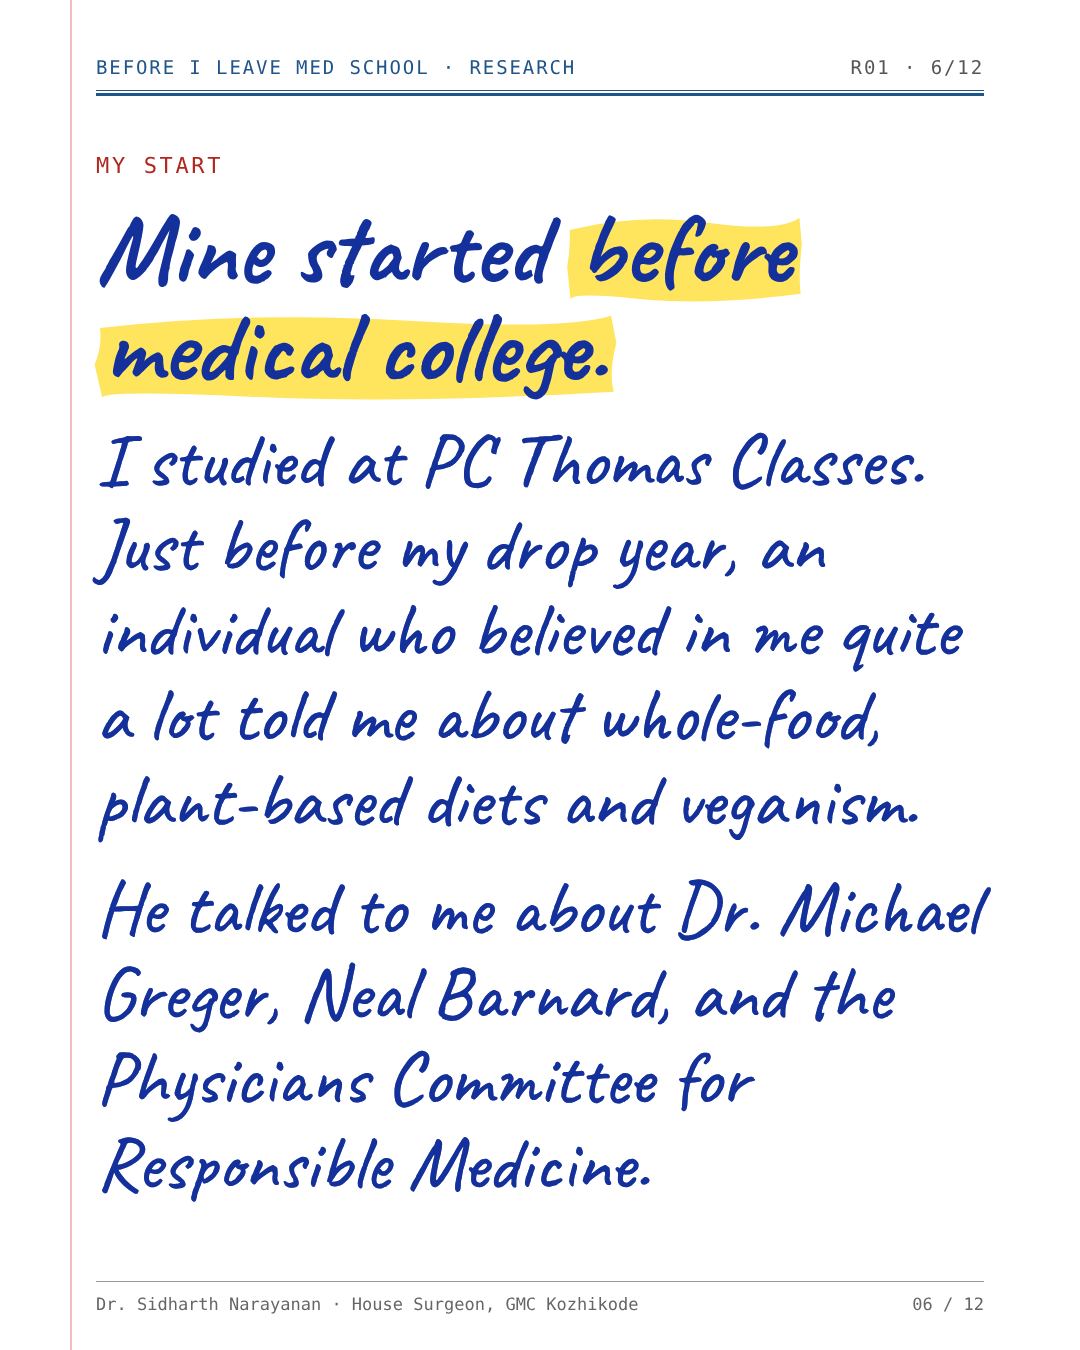 BEFORE I LEAVE MED SCHOOL · RESEARCH
R01 · 6/12
MY START
Mine started before
medical college.
I studied at PC Thomas Classes.
Just before my drop year, an
individual who believed in me quite
a lot told me about whole-food,
plant-based diets and veganism.
He talked to me about Dr. Michael
Greger, Neal Barnard, and the
Physicians Committee for
Responsible Medicine.
Dr. Sidharth Narayanan · House Surgeon, GMC Kozhikode
06 / 12